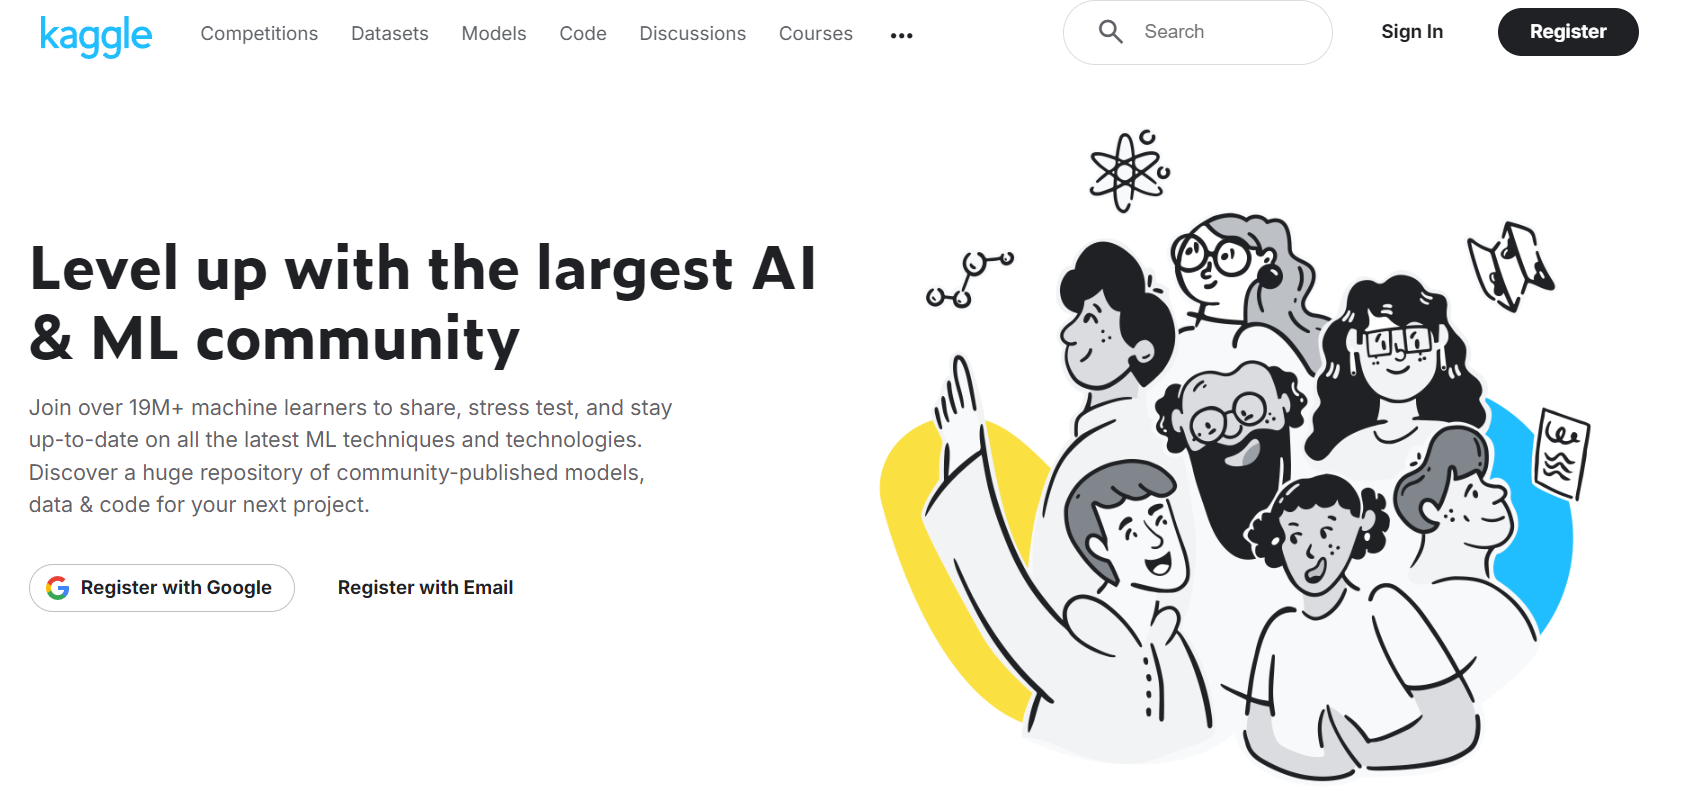 kaggle
Competitions Datasets Models Code Discussions Courses
Search
Sign In
Register
Level up with the largest AI
& ML community
Join over 19M+ machine learners to share, stress test, and stay
up-to-date on all the latest ML techniques and technologies.
Discover a huge repository of community-published models,
data & code for your next project.
Register with Google
Register with Email